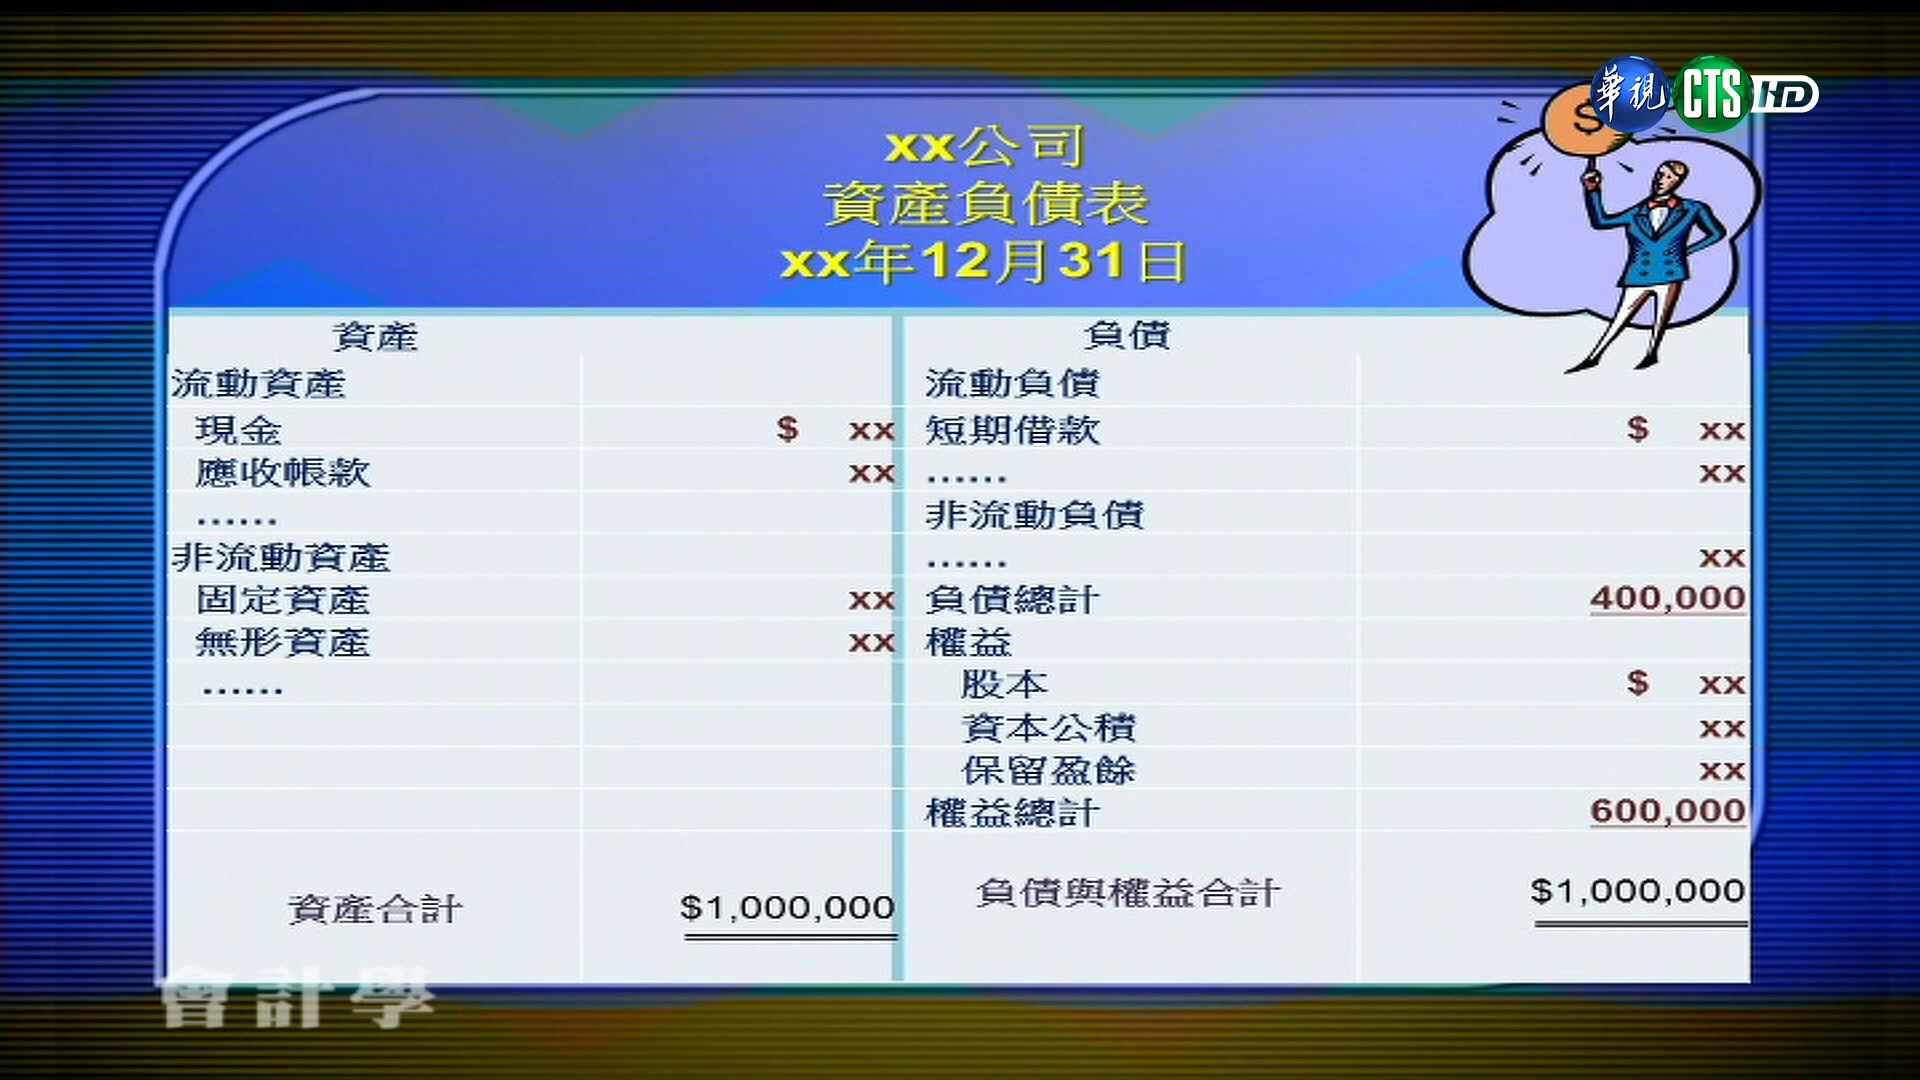 華視 CTS HD
$
xx公司
資產負債表
xx年12月31日
資產
流動資產
現金 $ xx
應收帳款 xx
......
非流動資產
固定資產 xx
無形資產 xx
......
資產合計 $1,000,000
負債
流動負債
短期借款 $ xx
...... xx
非流動負債
...... xx
負債總計 400,000
權益
股本 $ xx
資本公積 xx
保留盈餘 xx
權益總計 600,000
負債與權益合計 $1,000,000
會計學